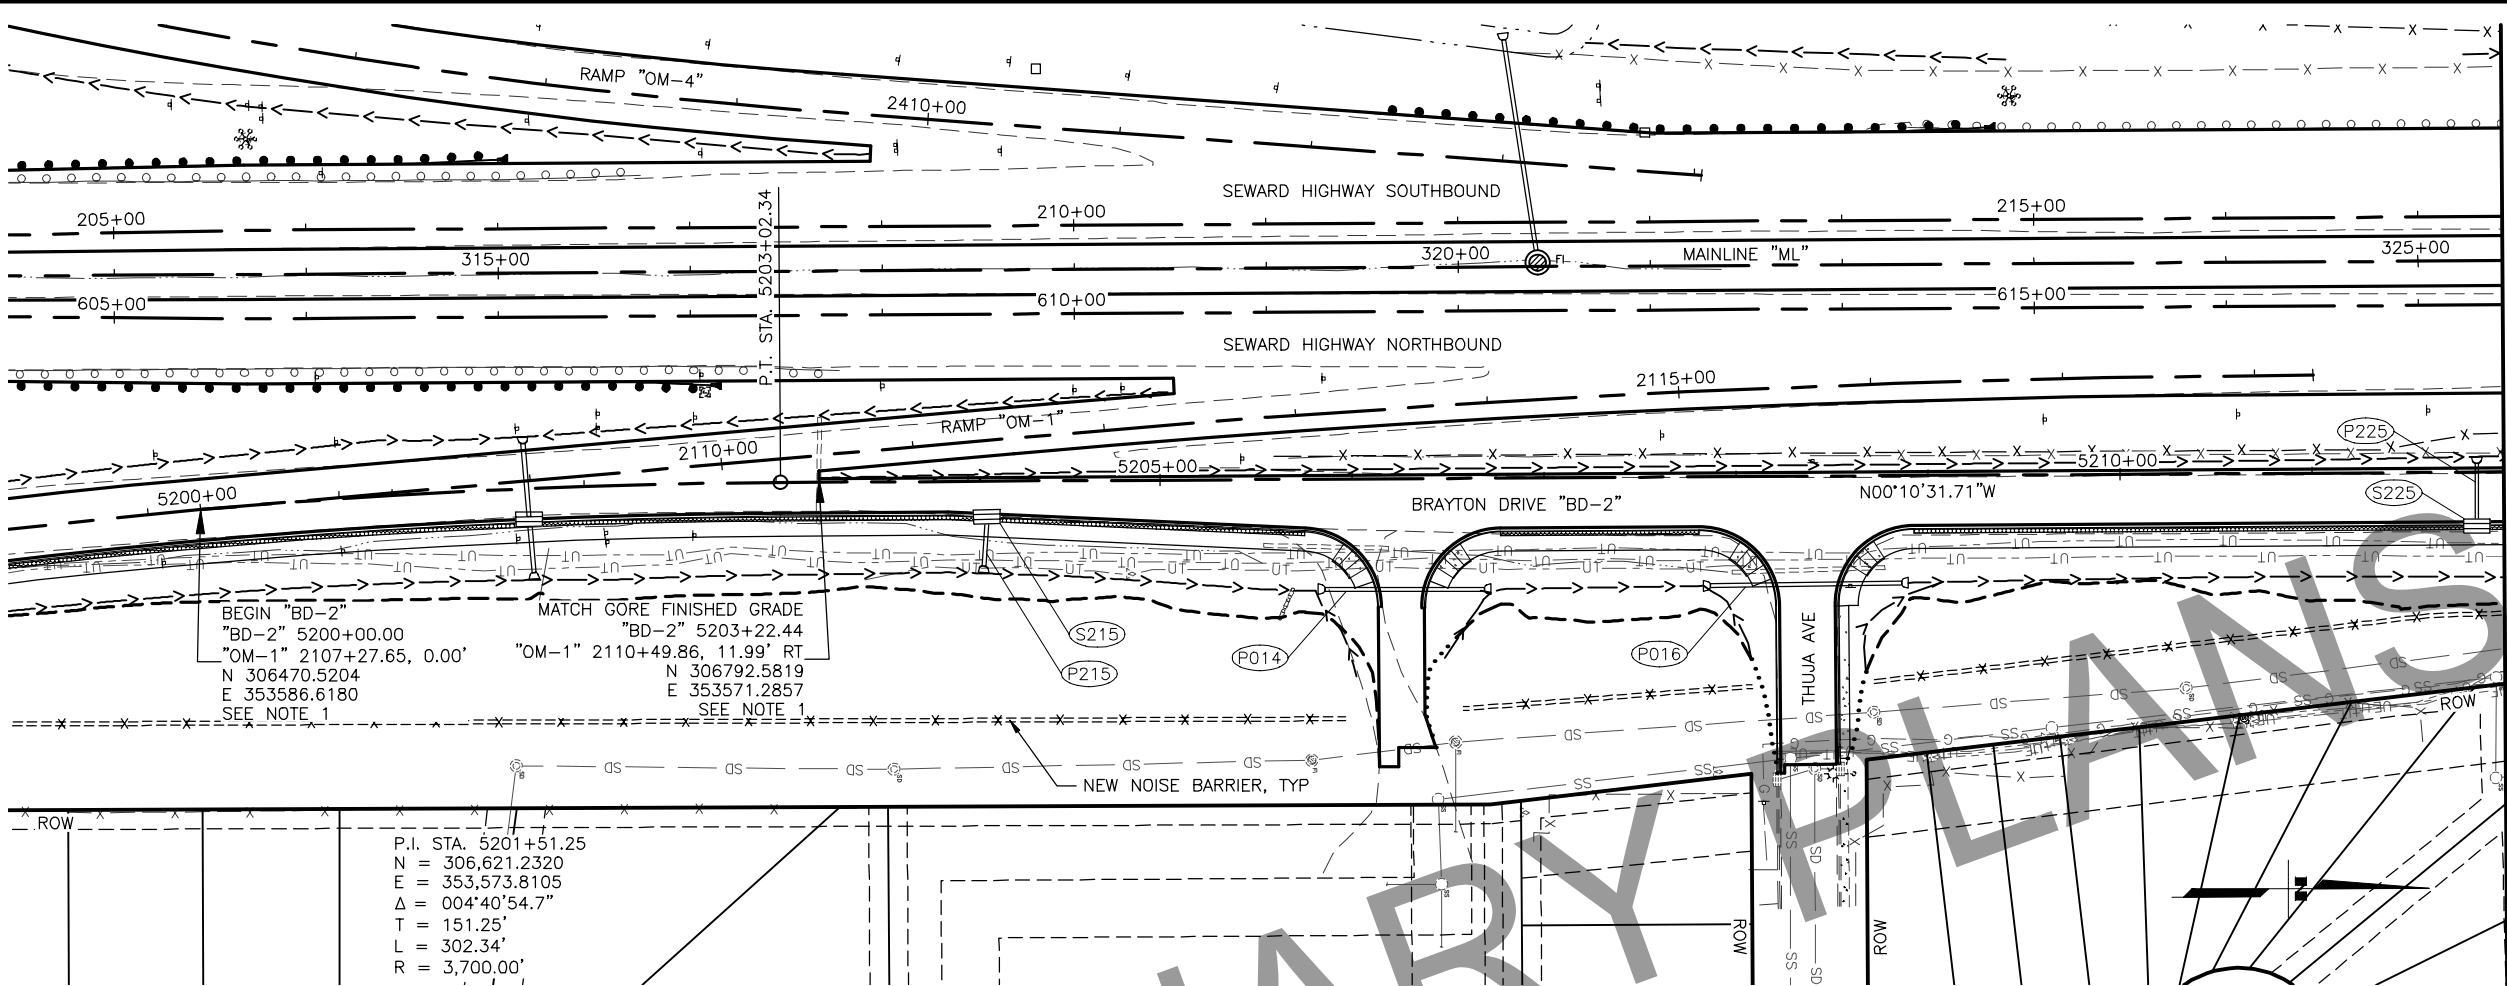 RAMP "OM-4"
2410+00
SEWARD HIGHWAY SOUTHBOUND
205+00
210+00
215+00
P.T. STA. 5203+02.34
315+00
320+00
FI
MAINLINE "ML"
325+00
605+00
610+00
615+00
SEWARD HIGHWAY NORTHBOUND
2115+00
RAMP "OM-1"
2110+00
P225
5205+00
5210+00
5200+00
BRAYTON DRIVE "BD-2"
N00°10'31.71"W
S225
BEGIN "BD-2"
"BD-2" 5200+00.00
"OM-1" 2107+27.65, 0.00'
N 306470.5204
E 353586.6180
SEE NOTE 1
MATCH GORE FINISHED GRADE
"BD-2" 5203+22.44
"OM-1" 2110+49.86, 11.99' RT
N 306792.5819
E 353571.2857
SEE NOTE 1
S215
P215
P014
P016
THUJA AVE
NEW NOISE BARRIER, TYP
ROW
ROW
P.I. STA. 5201+51.25
N = 306,621.2320
E = 353,573.8105
Δ = 004°40'54.7"
T = 151.25'
L = 302.34'
R = 3,700.00'
ROW
ROW
ARY PLANS